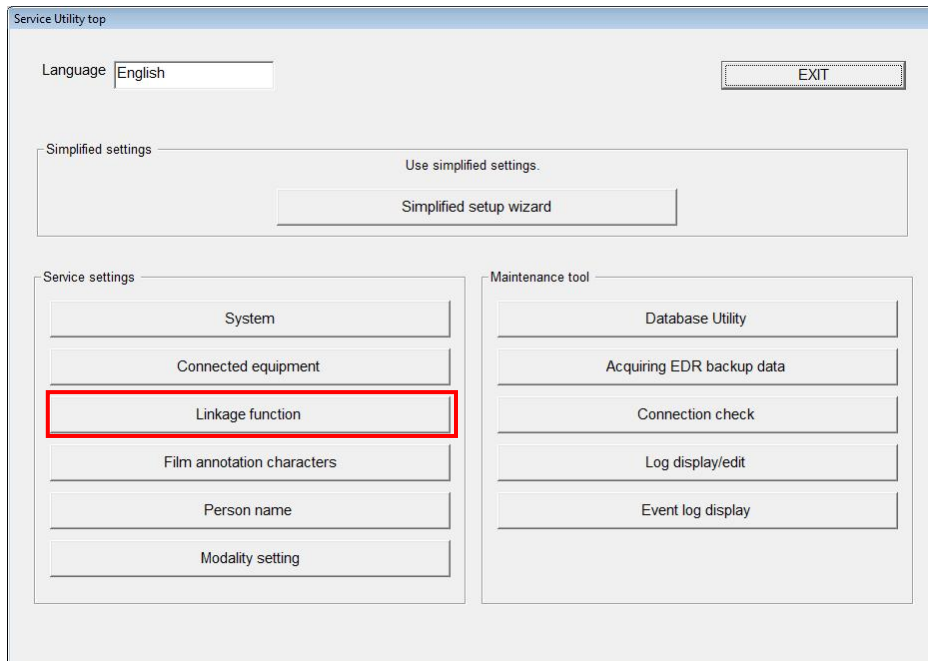 Service Utility top
Language English
EXIT
Simplified settings
Use simplified settings.
Simplified setup wizard
Service settings
System
Connected equipment
Linkage function
Film annotation characters
Person name
Modality setting
Maintenance tool
Database Utility
Acquiring EDR backup data
Connection check
Log display/edit
Event log display